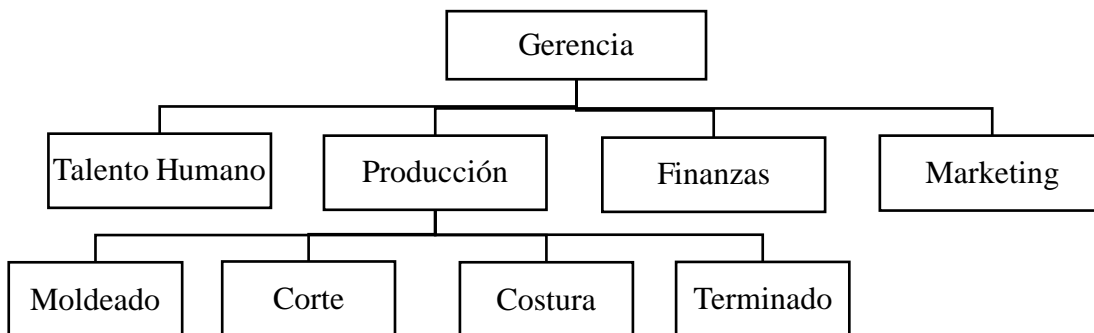 Gerencia
Talento Humano
Producción
Finanzas
Marketing
Moldeado
Corte
Costura
Terminado